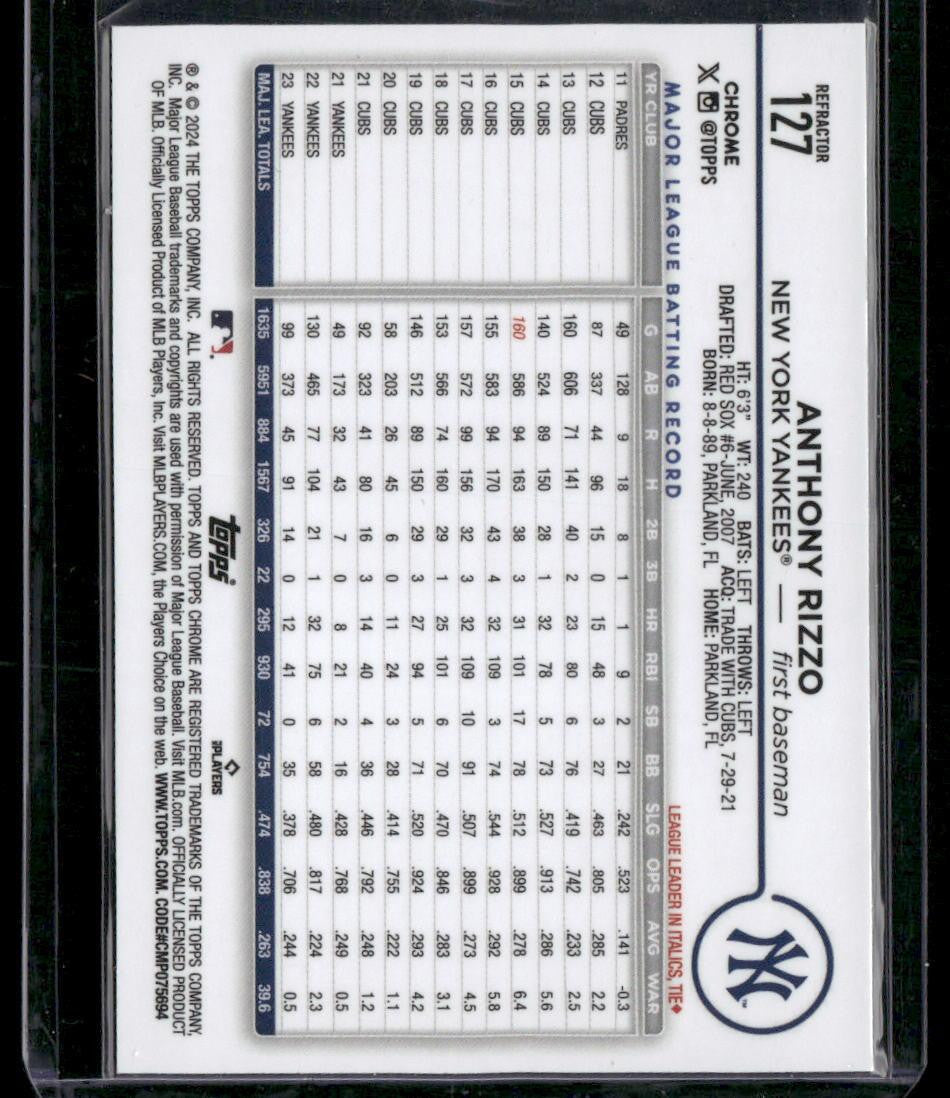 REFRACTOR
127
ANTHONY RIZZO
NEW YORK YANKEES® — first baseman
HT: 6'3" WT: 240 BATS: LEFT THROWS: LEFT
DRAFTED: RED SOX #6-JUNE, 2007 ACQ: TRADE WITH CUBS, 7-29-21
BORN: 8-8-89, PARKLAND, FL HOME: PARKLAND, FL
CHROME
X @TOPPS
NY
™
MAJOR LEAGUE BATTING RECORD
LEAGUE LEADER IN ITALICS, TIE♦
YR CLUB G AB R H 2B 3B HR RBI SB BB SLG OPS AVG WAR
11 PADRES 49 128 9 18 8 1 1 9 2 21 .242 .523 .141 -0.3
12 CUBS 87 337 44 96 15 0 15 48 3 27 .463 .805 .285 2.2
13 CUBS 160 606 71 141 40 2 23 80 6 76 .419 .742 .233 2.5
14 CUBS 140 524 89 150 28 1 32 78 5 73 .527 .913 .286 5.6
15 CUBS 160 586 94 163 38 3 31 101 17 78 .512 .899 .278 6.4
16 CUBS 155 583 94 170 43 4 32 109 3 74 .544 .928 .292 5.8
17 CUBS 157 572 99 156 32 3 32 109 10 91 .507 .899 .273 4.5
18 CUBS 153 566 74 160 29 1 25 101 6 70 .470 .846 .283 3.1
19 CUBS 146 512 89 150 29 3 27 94 5 71 .520 .924 .293 4.2
20 CUBS 58 203 26 45 6 0 11 24 3 28 .414 .755 .222 1.1
21 CUBS 92 323 41 80 16 3 14 40 4 36 .446 .792 .248 1.2
21 YANKEES 49 173 32 43 7 0 8 21 2 16 .428 .768 .249 0.5
22 YANKEES 130 465 77 104 21 1 32 75 6 58 .480 .817 .224 2.3
23 YANKEES 99 373 45 91 14 0 12 41 0 35 .378 .706 .244 0.5
MAJ. LEA. TOTALS 1635 5951 884 1567 326 22 295 930 72 754 .474 .838 .263 39.6
topps
PLAYERS
® & © 2024 THE TOPPS COMPANY, INC. ALL RIGHTS RESERVED. TOPPS AND TOPPS CHROME ARE REGISTERED TRADEMARKS OF THE TOPPS COMPANY,
INC. Major League Baseball trademarks and copyrights are used with permission of Major League Baseball. Visit MLB.com. OFFICIALLY LICENSED PRODUCT
OF MLB. Officially Licensed Product of MLB Players, Inc. Visit MLBPLAYERS.COM, the Players Choice on the web. WWW.TOPPS.COM. CODE#CMP075694